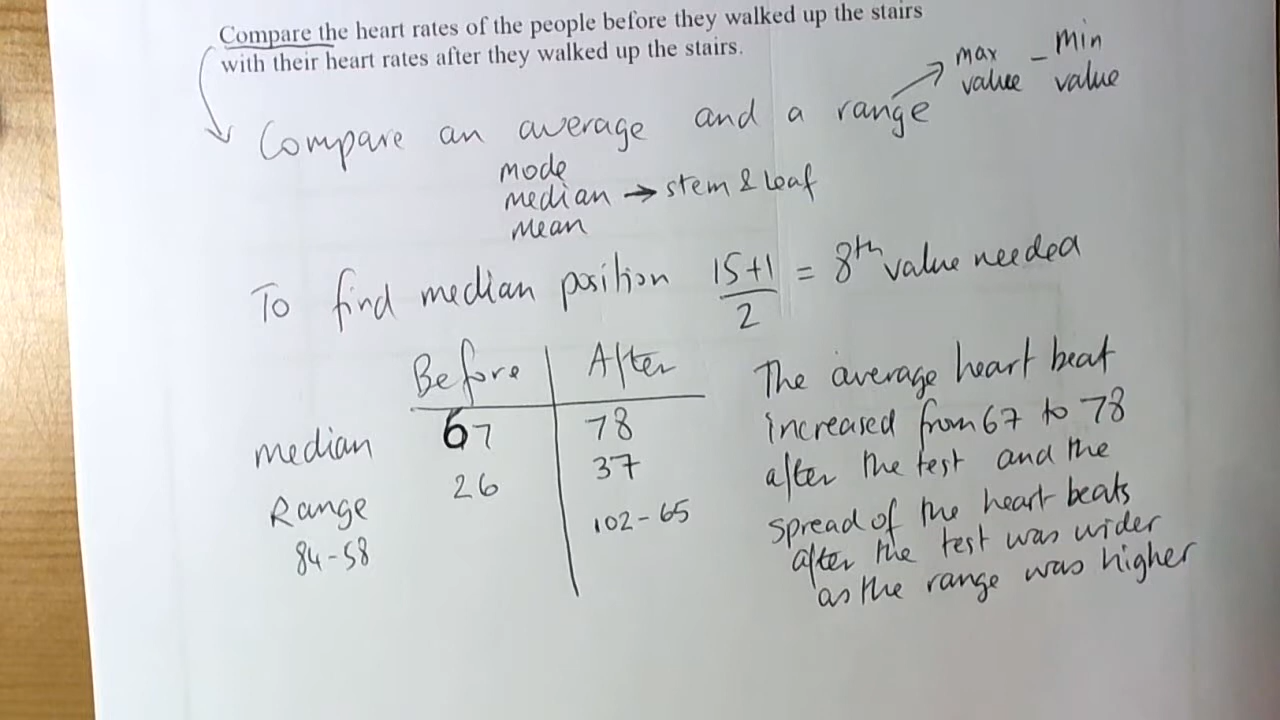 Compare the heart rates of the people before they walked up the stairs
with their heart rates after they walked up the stairs.
Compare an average and a range → max value - min value
mode
median → stem & leaf
mean
To find median position 15+1 / 2 = 8th value needed
Before After
median 67 78
Range 26 37
84-58 102-65
The average heart beat
increased from 67 to 78
after the test and the
spread of the heart beats
after the test was wider
as the range was higher